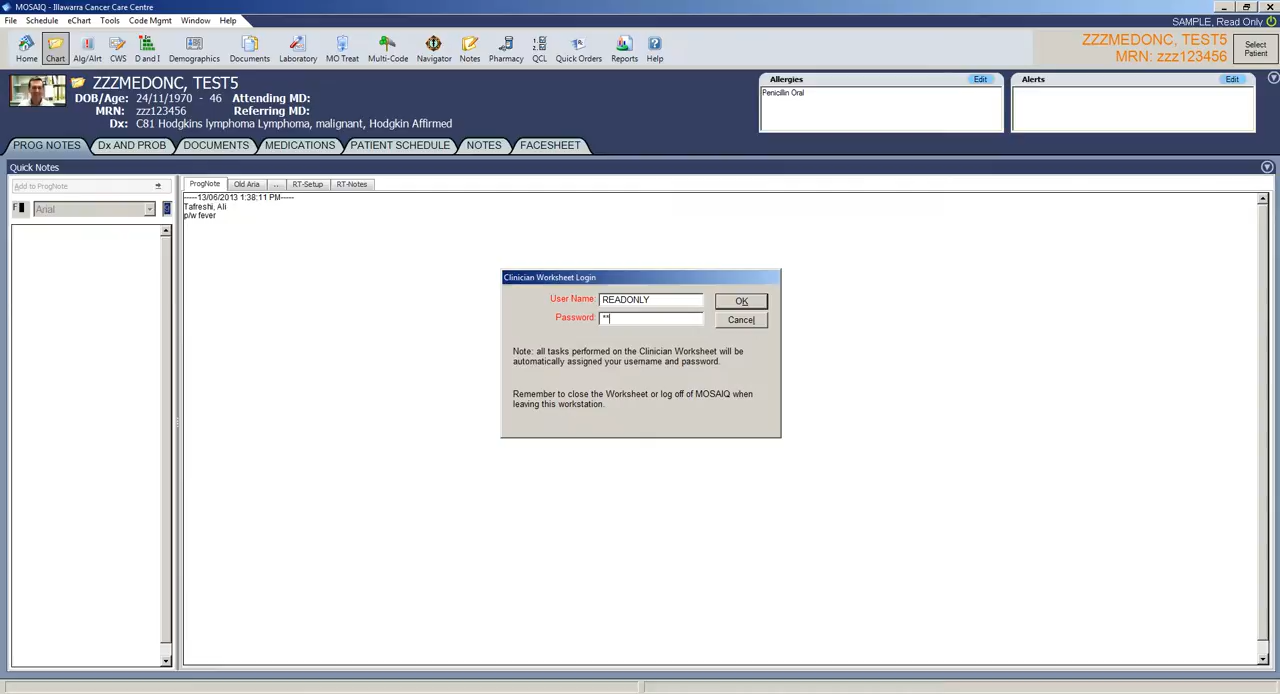 MOSAIQ - Illawarra Cancer Care Centre
File Schedule eChart Tools Code Mgmt Window Help
SAMPLE, Read Only
Home Chart Alg/Alrt CWS D and I Demographics Documents Laboratory MO Treat Multi-Code Navigator Notes Pharmacy QCL Quick Orders Reports Help
ZZZMEDONC, TEST5
MRN: zzz123456
Select
Patient
ZZZMEDONC, TEST5
DOB/Age: 24/11/1970 - 46 Attending MD:
MRN: zzz123456 Referring MD:
Dx: C81 Hodgkins lymphoma Lymphoma, malignant, Hodgkin Affirmed
Allergies Edit
Penicillin Oral
Alerts Edit
PROG NOTES Dx AND PROB DOCUMENTS MEDICATIONS PATIENT SCHEDULE NOTES FACESHEET
Quick Notes
Add to ProgNote
Arial
ProgNote Old Aria .. RT-Setup RT-Notes
-----13/06/2013 1:38:11 PM-----
Tafreshi, Ali
p/w fever
Clinician Worksheet Login
User Name: READONLY OK
Password: ** Cancel
Note: all tasks performed on the Clinician Worksheet will be
automatically assigned your username and password.
Remember to close the Worksheet or log off of MOSAIQ when
leaving this workstation.